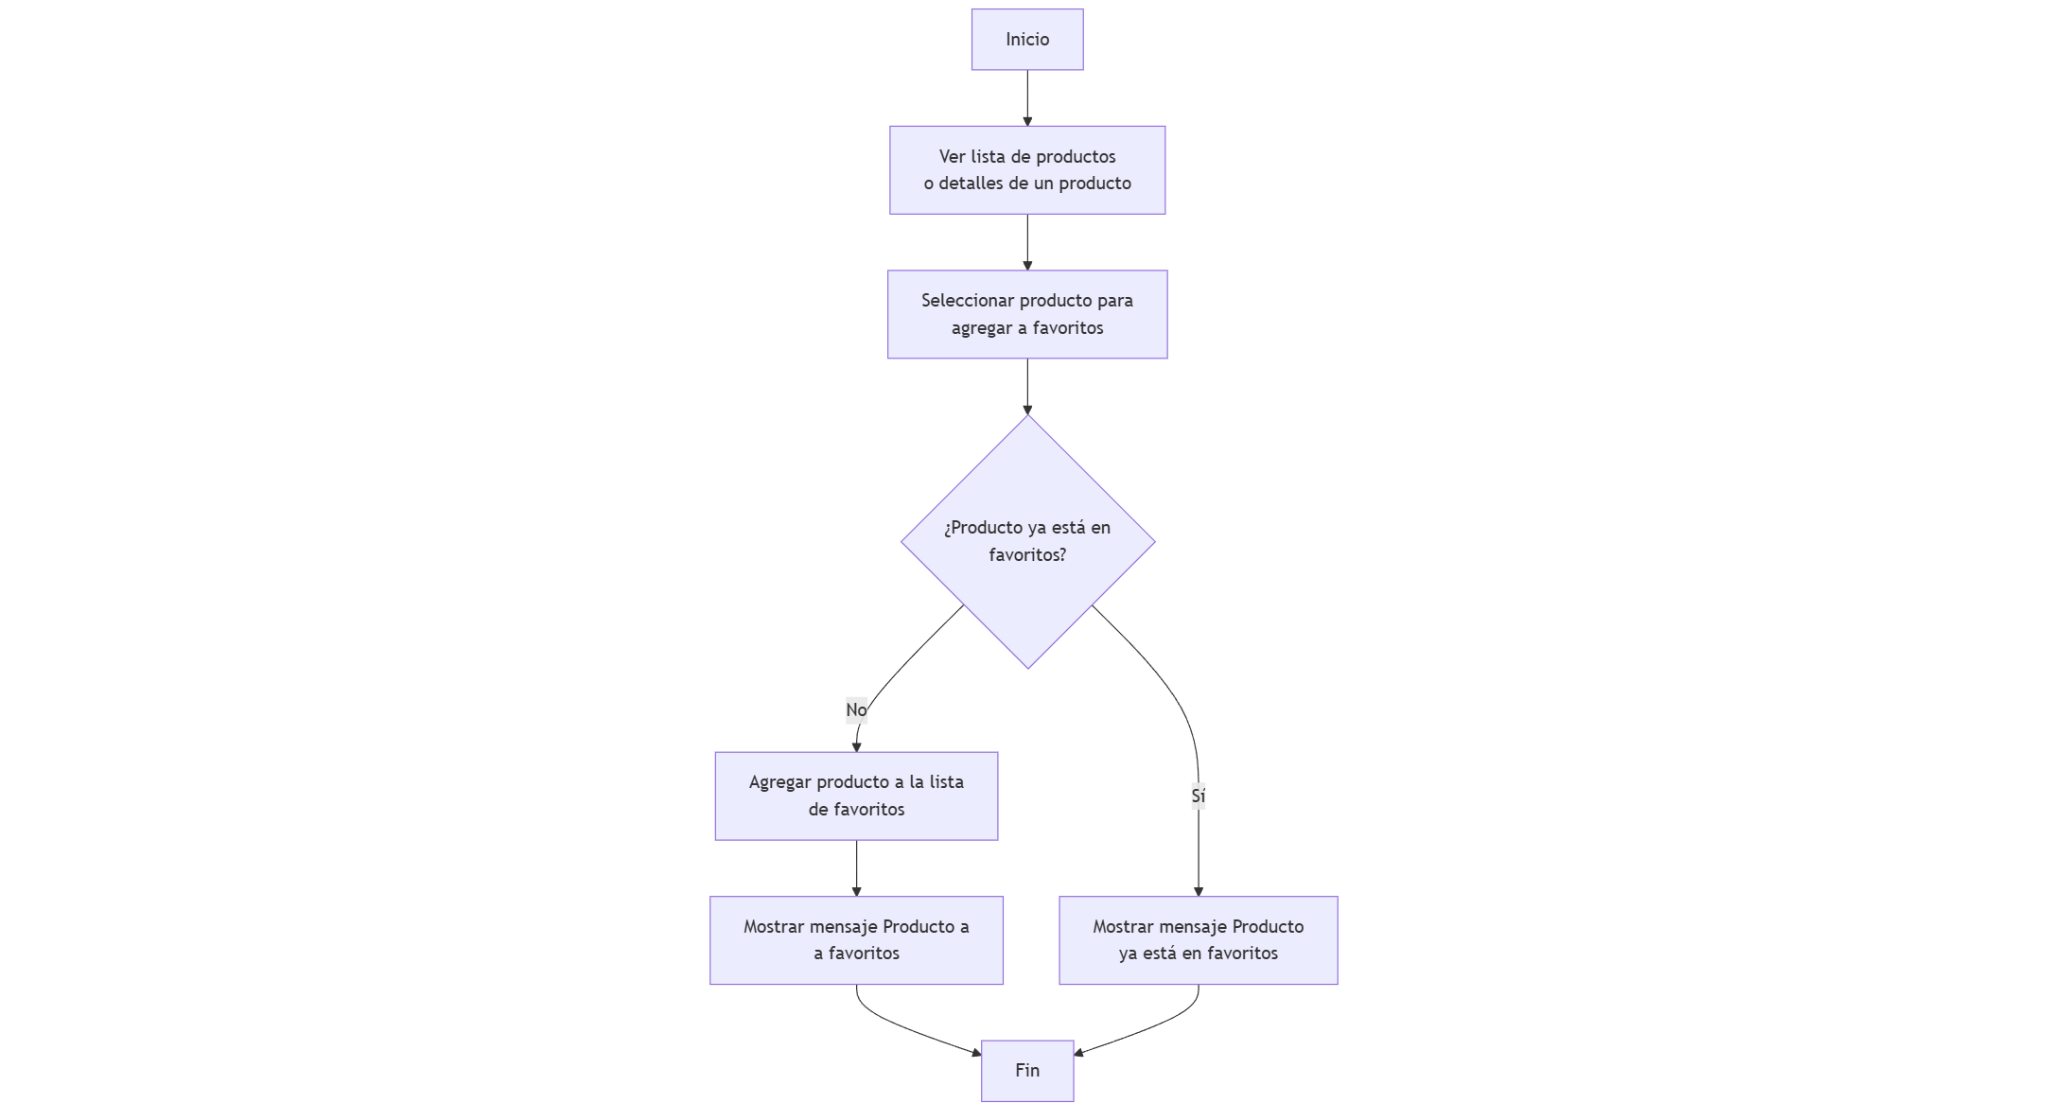 Inicio
Ver lista de productos
o detalles de un producto
Seleccionar producto para
agregar a favoritos
¿Producto ya está en
favoritos?
No
Sí
Agregar producto a la lista
de favoritos
Mostrar mensaje Producto a
a favoritos
Mostrar mensaje Producto
ya está en favoritos
Fin